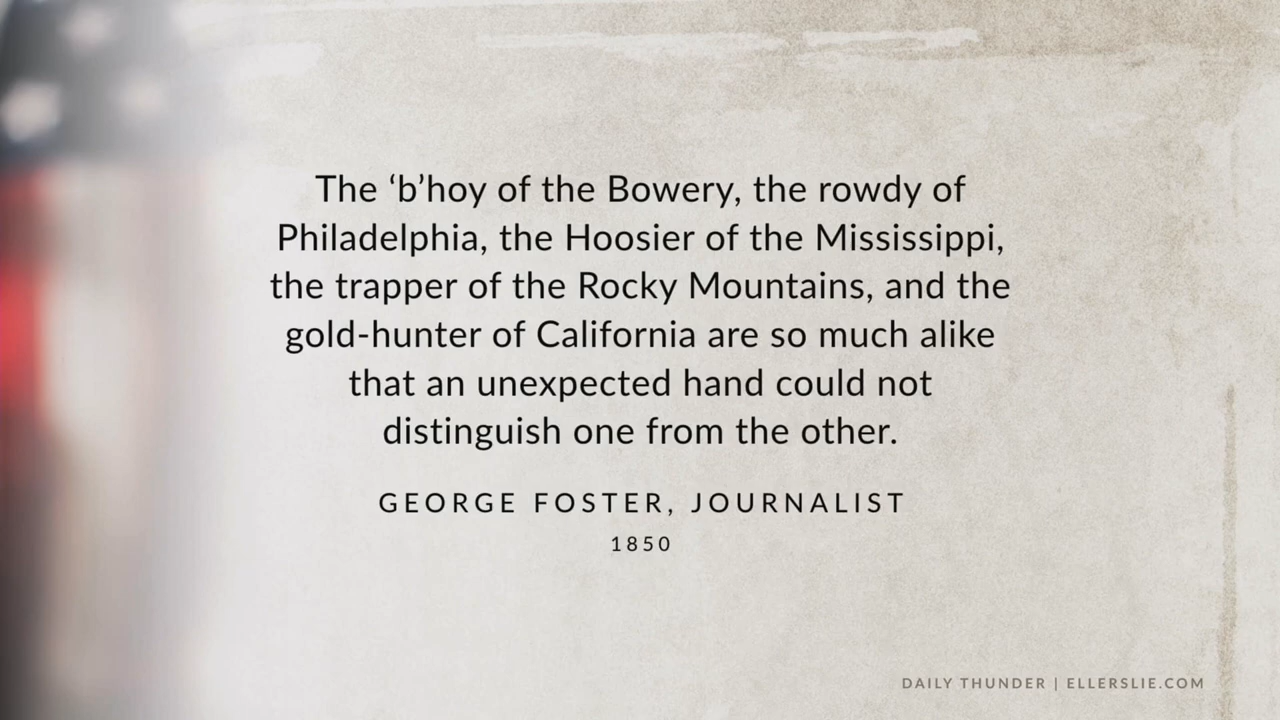 The ‘b’hoy of the Bowery, the rowdy of
Philadelphia, the Hoosier of the Mississippi,
the trapper of the Rocky Mountains, and the
gold-hunter of California are so much alike
that an unexpected hand could not
distinguish one from the other.
GEORGE FOSTER, JOURNALIST
1850
DAILY THUNDER | ELLERSLIE.COM